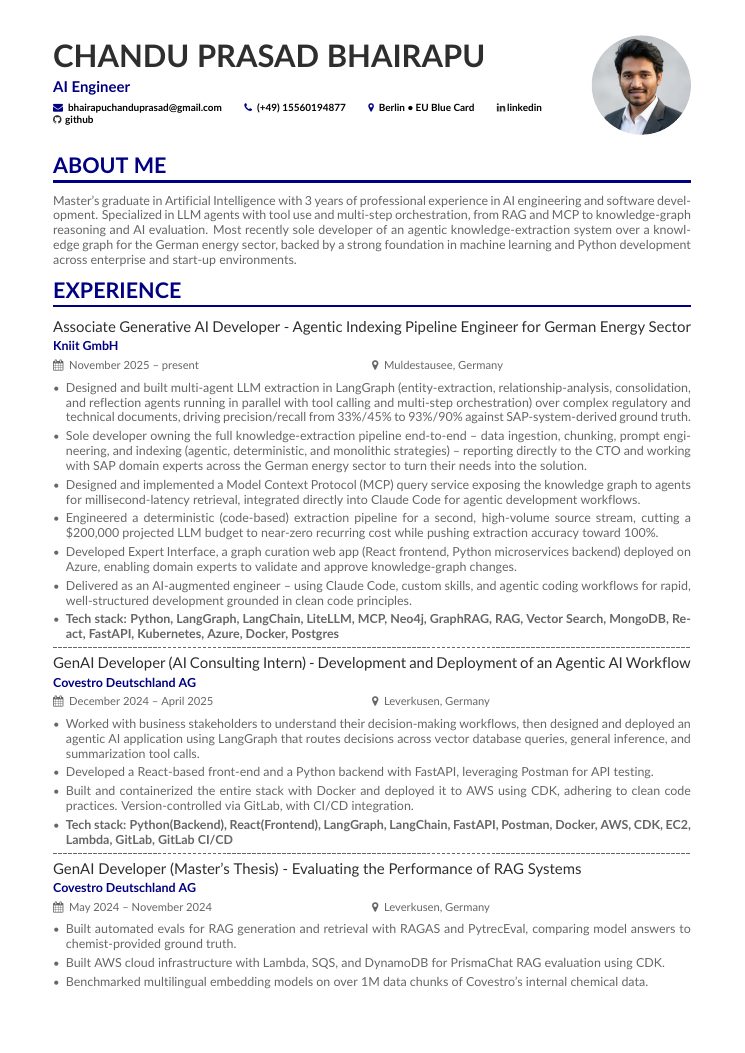 CHANDU PRASAD BHAIRAPU
AI Engineer
bhairapuchanduprasad@gmail.com (+49) 15560194877 Berlin • EU Blue Card in linkedin
github
ABOUT ME
Master's graduate in Artificial Intelligence with 3 years of professional experience in AI engineering and software devel-
opment. Specialized in LLM agents with tool use and multi-step orchestration, from RAG and MCP to knowledge-graph
reasoning and AI evaluation. Most recently sole developer of an agentic knowledge-extraction system over a knowl-
edge graph for the German energy sector, backed by a strong foundation in machine learning and Python development
across enterprise and start-up environments.
EXPERIENCE
Associate Generative AI Developer - Agentic Indexing Pipeline Engineer for German Energy Sector
Kniit GmbH
November 2025 – present Muldestausee, Germany
• Designed and built multi-agent LLM extraction in LangGraph (entity-extraction, relationship-analysis, consolidation,
and reflection agents running in parallel with tool calling and multi-step orchestration) over complex regulatory and
technical documents, driving precision/recall from 33%/45% to 93%/90% against SAP-system-derived ground truth.
• Sole developer owning the full knowledge-extraction pipeline end-to-end – data ingestion, chunking, prompt engi-
neering, and indexing (agentic, deterministic, and monolithic strategies) – reporting directly to the CTO and working
with SAP domain experts across the German energy sector to turn their needs into the solution.
• Designed and implemented a Model Context Protocol (MCP) query service exposing the knowledge graph to agents
for millisecond-latency retrieval, integrated directly into Claude Code for agentic development workflows.
• Engineered a deterministic (code-based) extraction pipeline for a second, high-volume source stream, cutting a
$200,000 projected LLM budget to near-zero recurring cost while pushing extraction accuracy toward 100%.
• Developed Expert Interface, a graph curation web app (React frontend, Python microservices backend) deployed on
Azure, enabling domain experts to validate and approve knowledge-graph changes.
• Delivered as an AI-augmented engineer – using Claude Code, custom skills, and agentic coding workflows for rapid,
well-structured development grounded in clean code principles.
• Tech stack: Python, LangGraph, LangChain, LiteLLM, MCP, Neo4j, GraphRAG, RAG, Vector Search, MongoDB, Re-
act, FastAPI, Kubernetes, Azure, Docker, Postgres
GenAI Developer (AI Consulting Intern) - Development and Deployment of an Agentic AI Workflow
Covestro Deutschland AG
December 2024 – April 2025 Leverkusen, Germany
• Worked with business stakeholders to understand their decision-making workflows, then designed and deployed an
agentic AI application using LangGraph that routes decisions across vector database queries, general inference, and
summarization tool calls.
• Developed a React-based front-end and a Python backend with FastAPI, leveraging Postman for API testing.
• Built and containerized the entire stack with Docker and deployed it to AWS using CDK, adhering to clean code
practices. Version-controlled via GitLab, with CI/CD integration.
• Tech stack: Python(Backend), React(Frontend), LangGraph, LangChain, FastAPI, Postman, Docker, AWS, CDK, EC2,
Lambda, GitLab, GitLab CI/CD
GenAI Developer (Master's Thesis) - Evaluating the Performance of RAG Systems
Covestro Deutschland AG
May 2024 – November 2024 Leverkusen, Germany
• Built automated evals for RAG generation and retrieval with RAGAS and PytrecEval, comparing model answers to
chemist-provided ground truth.
• Built AWS cloud infrastructure with Lambda, SQS, and DynamoDB for PrismaChat RAG evaluation using CDK.
• Benchmarked multilingual embedding models on over 1M data chunks of Covestro's internal chemical data.